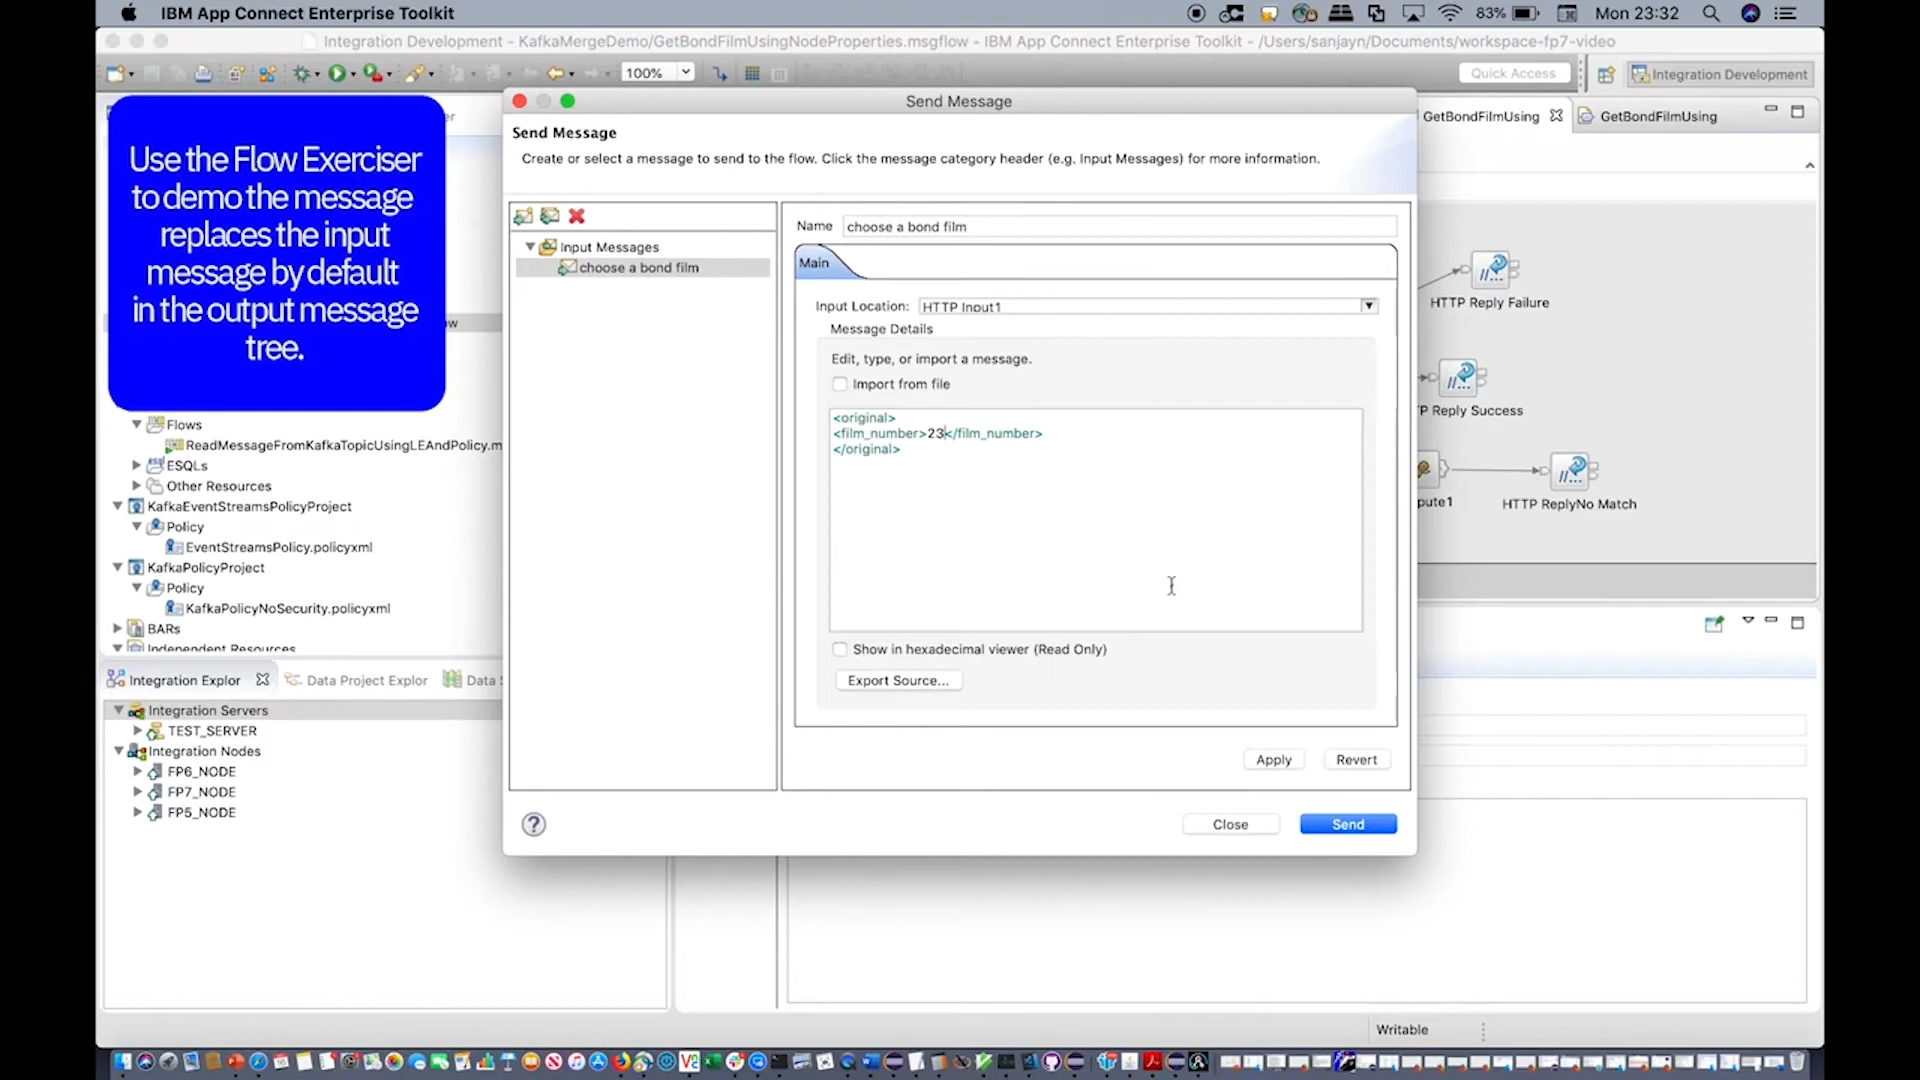 IBM App Connect Enterprise Toolkit
83%
Mon 23:32
Integration Development - KafkaMergeDemo/GetBondFilmUsingNodeProperties.msgflow - IBM App Connect Enterprise Toolkit - /Users/sanjayn/Documents/workspace-fp7-video
100%
Quick Access
Integration Development
Use the Flow Exerciser
to demo the message
replaces the input
message by default
in the output message
tree.
Send Message
Send Message
Create or select a message to send to the flow. Click the message category header (e.g. Input Messages) for more information.
Input Messages
choose a bond film
Name choose a bond film
Main
Input Location: HTTP Input1
Message Details
Edit, type, or import a message.
Import from file
<original>
<film_number>23</film_number>
</original>
Show in hexadecimal viewer (Read Only)
Export Source...
Apply
Revert
Close
Send
GetBondFilmUsing
GetBondFilmUsing
HTTP Reply Failure
P Reply Success
pute1
HTTP ReplyNo Match
Flows
ReadMessageFromKafkaTopicUsingLEAndPolicy.m
ESQLs
Other Resources
KafkaEventStreamsPolicyProject
Policy
EventStreamsPolicy.policyxml
KafkaPolicyProject
Policy
KafkaPolicyNoSecurity.policyxml
BARs
Independent Resources
Integration Explor
Data Project Explor
Data S
Integration Servers
TEST_SERVER
Integration Nodes
FP6_NODE
FP7_NODE
FP5_NODE
Writable